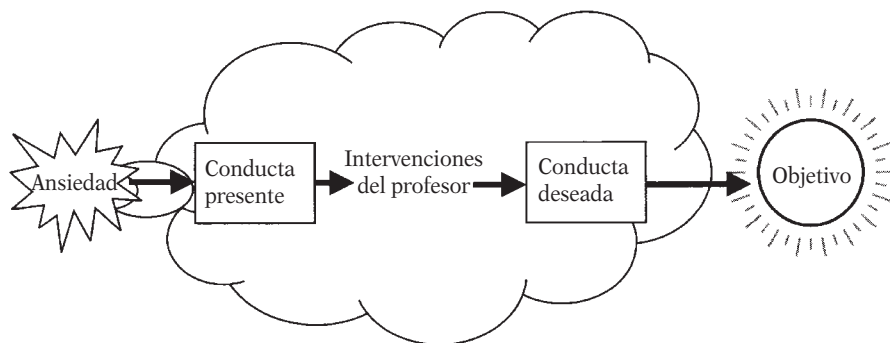 Ansiedad
Conducta
presente
Intervenciones
del profesor
Conducta
deseada
Objetivo